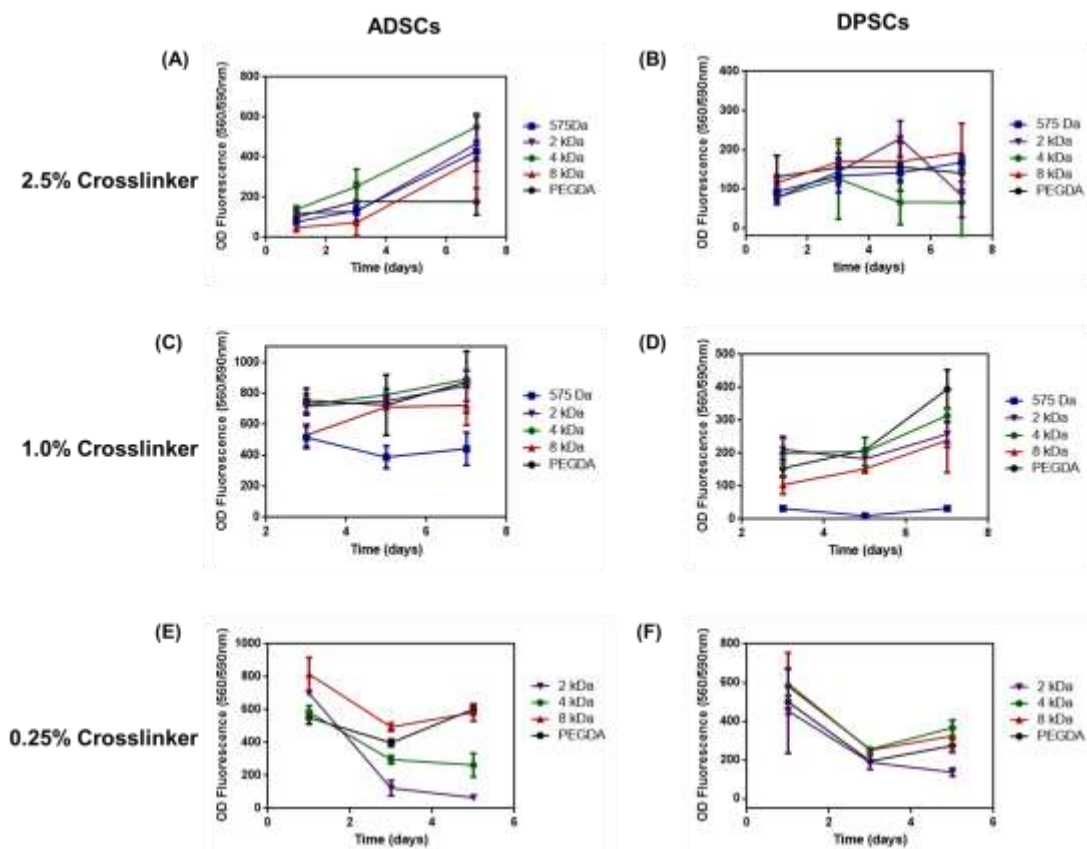 ADSCs
DPSCs
2.5% Crosslinker
(A)
OD Fluorescence (560/590nm)
800
600
400
200
0
0 2 4 6 8
Time (days)
575Da
2 kDa
4 kDa
8 kDa
PEGDA
(B)
OD Fluorescence (560/590nm)
400
300
200
100
0
0 2 4 6 8
time (days)
575 Da
2 kDa
4 kDa
8 kDa
PEGDA
1.0% Crosslinker
(C)
OD Fluorescence (560/590nm)
1000
800
600
400
200
0
2 4 6 8
Time (days)
575 Da
2 kDa
4 kDa
8 kDa
PEGDA
(D)
OD Fluorescence (560/590nm)
500
400
300
200
100
0
2 4 6 8
Time (days)
575 Da
2 kDa
4 kDa
8 kDa
PEGDA
0.25% Crosslinker
(E)
OD Fluorescence (560/590nm)
1000
800
600
400
200
0
0 2 4 6
Time (days)
2 kDa
4 kDa
8 kDa
PEGDA
(F)
OD Fluorescence (560/590nm)
800
600
400
200
0
0 2 4 6
Time (days)
2 kDa
4 kDa
8 kDa
PEGDA